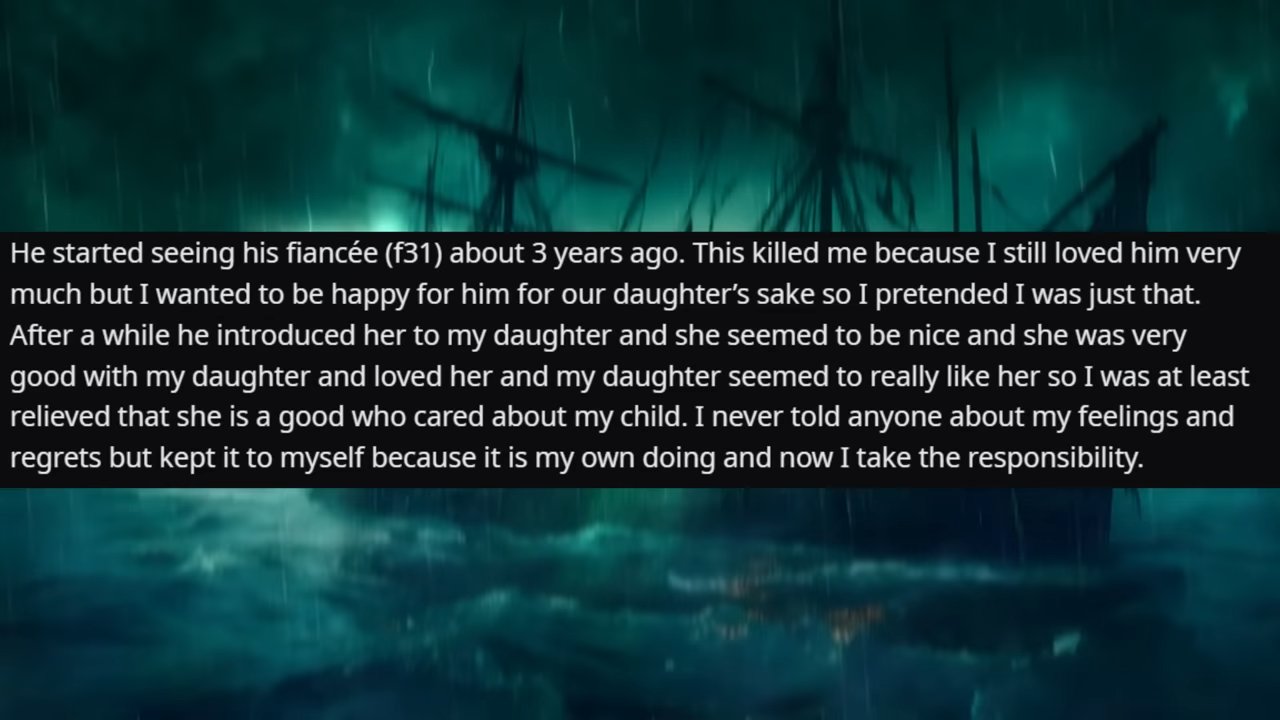 He started seeing his fiancée (f31) about 3 years ago. This killed me because I still loved him very
much but I wanted to be happy for him for our daughter’s sake so I pretended I was just that.
After a while he introduced her to my daughter and she seemed to be nice and she was very
good with my daughter and loved her and my daughter seemed to really like her so I was at least
relieved that she is a good who cared about my child. I never told anyone about my feelings and
regrets but kept it to myself because it is my own doing and now I take the responsibility.